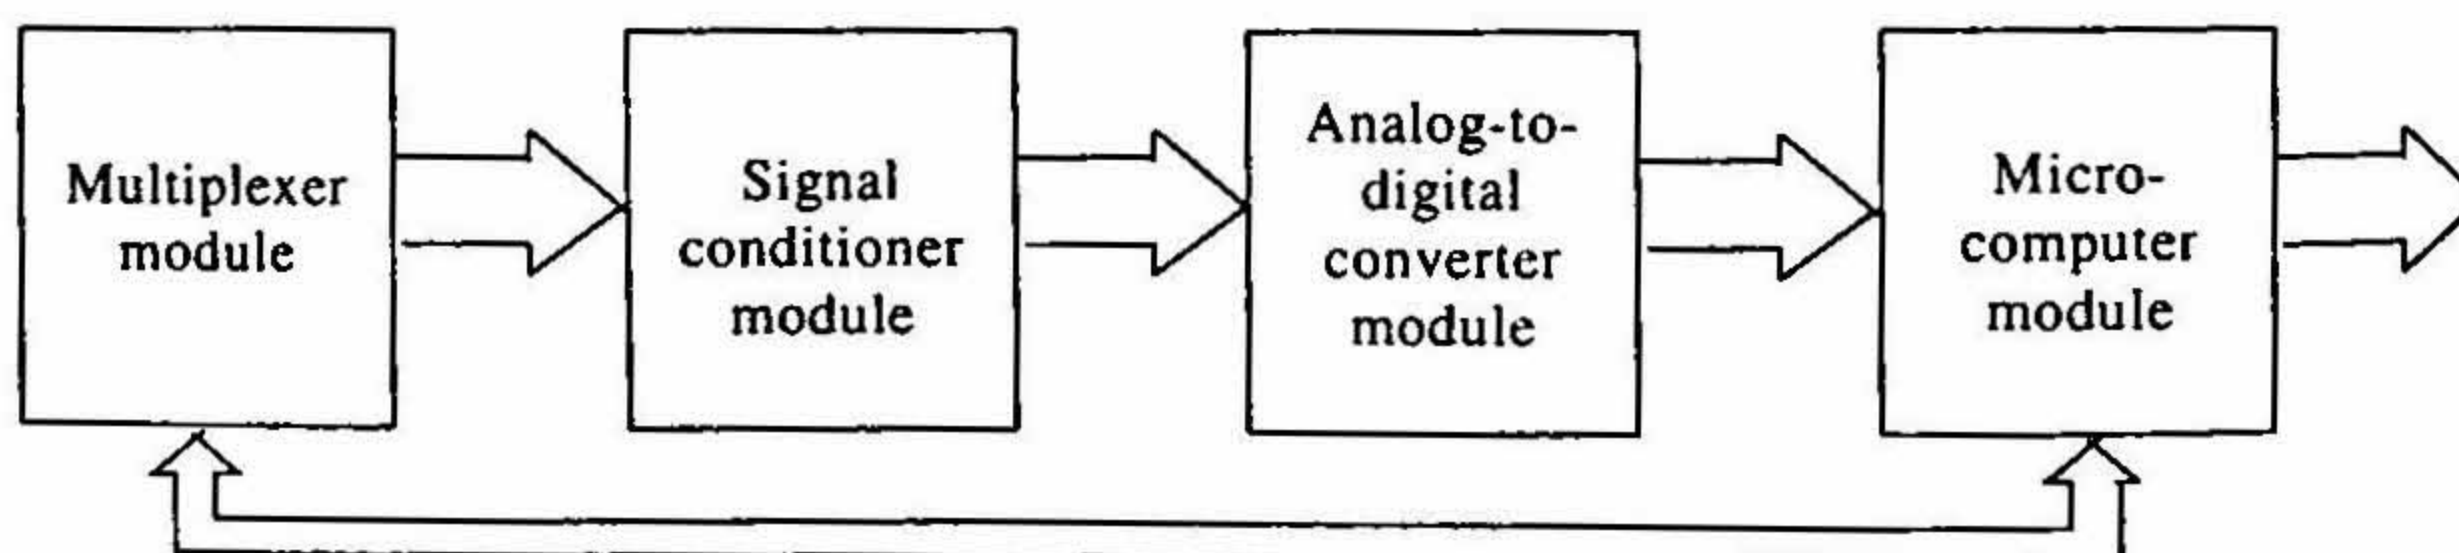 Multiplexer
module
Signal
conditioner
module
Analog-to-
digital
converter
module
Micro-
computer
module